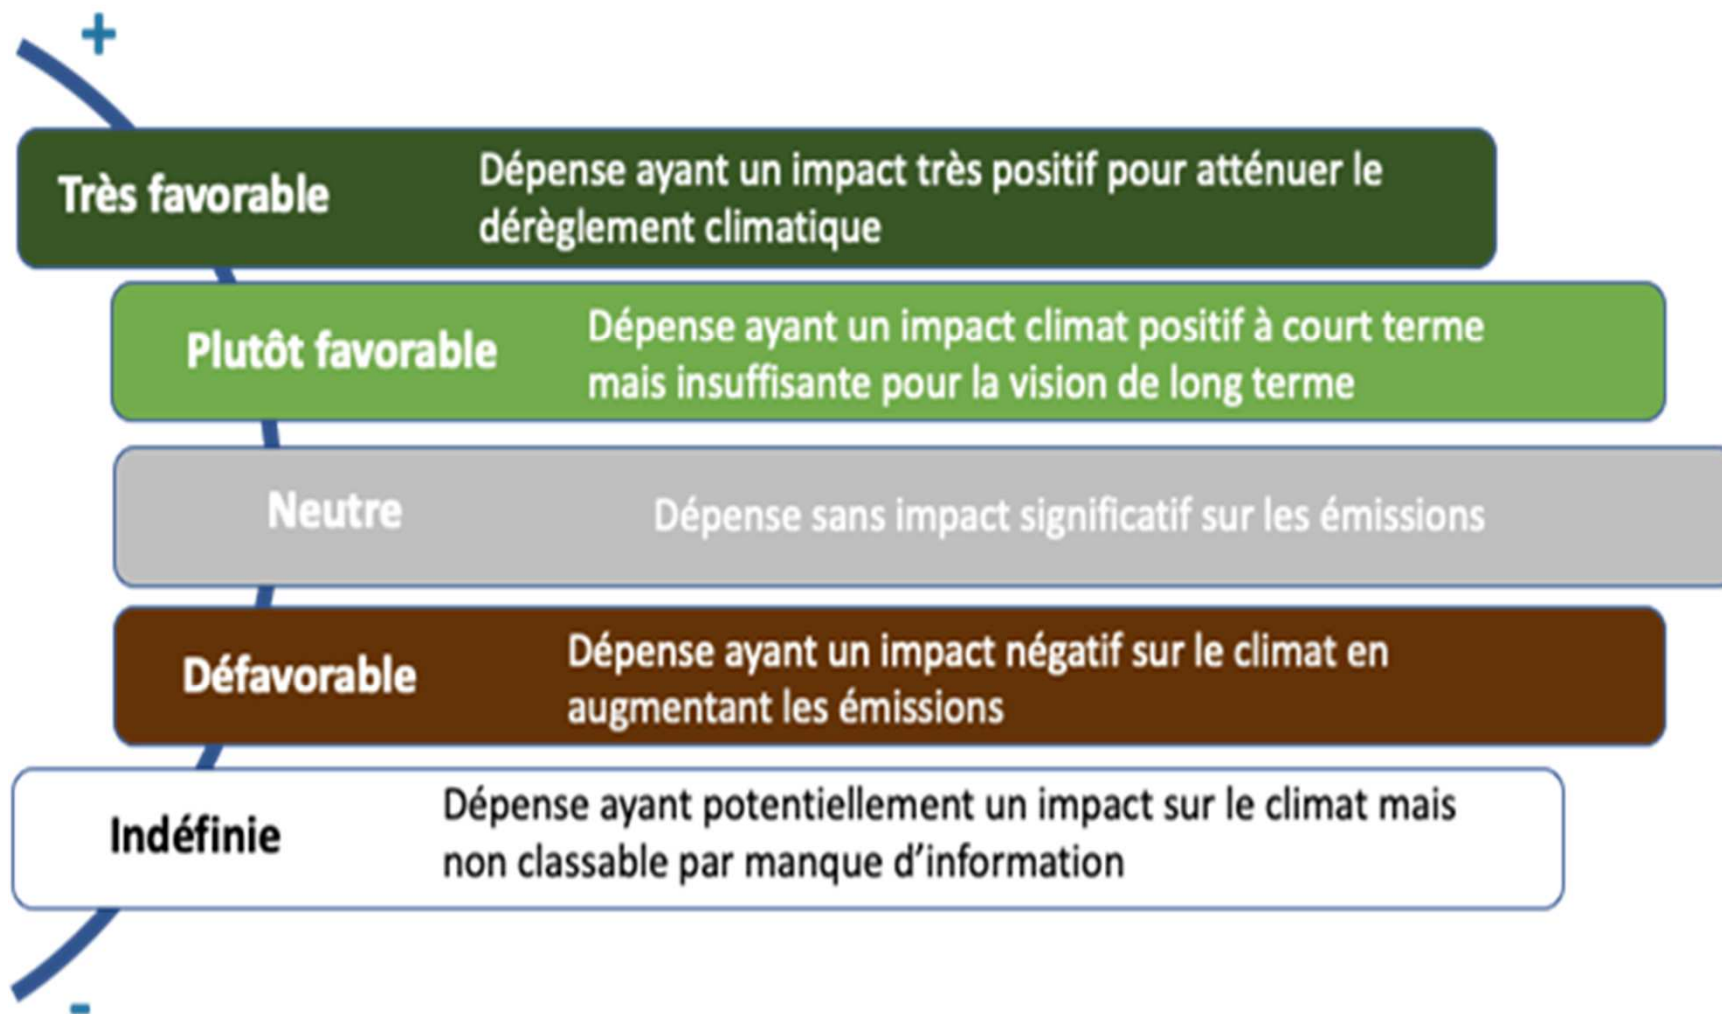 +
Très favorable
Dépense ayant un impact très positif pour atténuer le
dérèglement climatique
Plutôt favorable
Dépense ayant un impact climat positif à court terme
mais insuffisante pour la vision de long terme
Neutre
Dépense sans impact significatif sur les émissions
Défavorable
Dépense ayant un impact négatif sur le climat en
augmentant les émissions
Indéfinie
Dépense ayant potentiellement un impact sur le climat mais
non classable par manque d’information
-